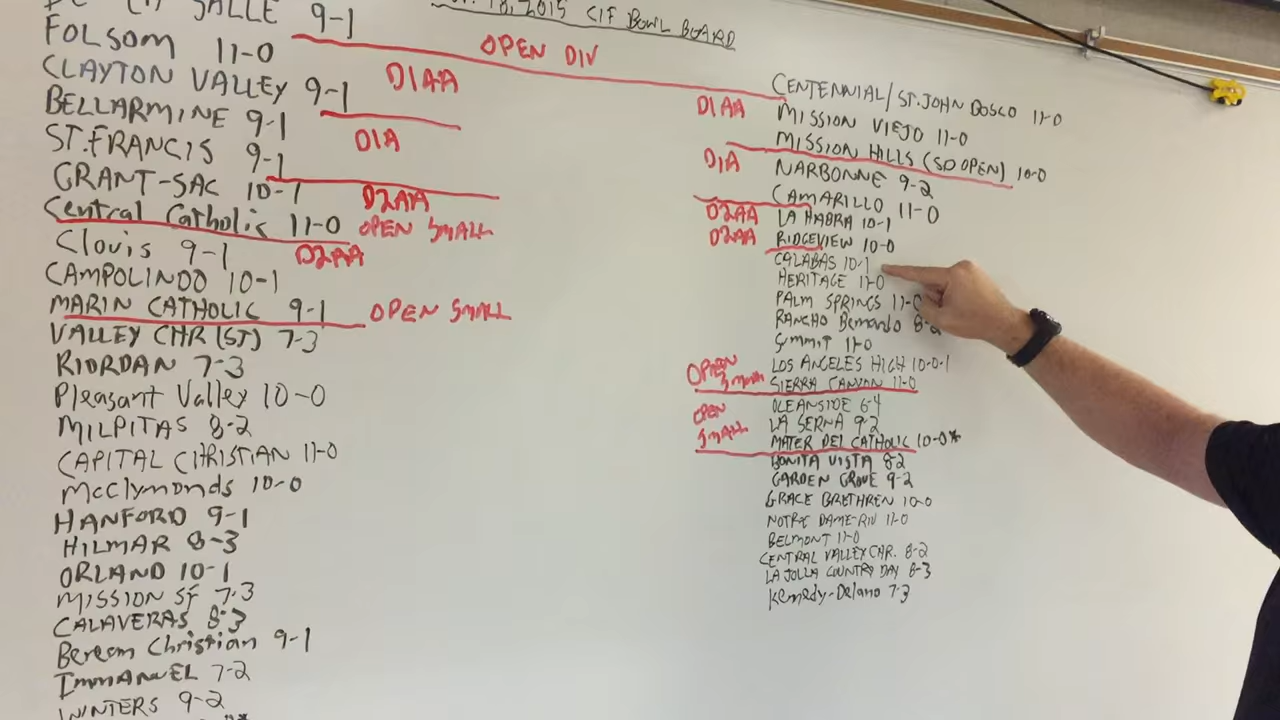 18, 2015 CIF BOWL BOARD
SALLE 9-1
FOLSOM 11-0
OPEN DIV
CLAYTON VALLEY 9-1
D1AA
BELLARMINE 9-1
ST. FRANCIS 9-1
D1A
GRANT-SAC 10-1
D2AA
Central Catholic 11-0 OPEN SMALL
Clovis 9-1
D2AA
CAMPOLINDO 10-1
MARIN CATHOLIC 9-1 OPEN SMALL
VALLEY CHR (ST) 7-3
RIORDAN 7-3
Pleasant Valley 10-0
MILPITAS 8-2
CAPITAL CHRISTIAN 11-0
McClymonds 10-0
HANFORD 9-1
HILMAR 8-3
ORLAND 10-1
MISSION SF 7-3
CALAVERAS 8-3
Beream Christian 9-1
IMMANUEL 7-2
WINTERS 9-2
CENTENNIAL/ST. JOHN BOSCO 11-0
D1AA
MISSION VIEJO 11-0
MISSION HILLS (SD OPEN) 10-0
D1A
NARBONNE 9-2
CAMARILLO 11-0
D2AA LA HABRA 10-1
D2AA RIDGEVIEW 10-0
CALABAS 10-1
HERITAGE 11-0
PALM SPRINGS 11-0
RANCHO Bernardo 8-2
Summit 11-0
LOS ANGELES HIGH 10-0-1
OPEN SMALL SIERRA CANYON 11-0
OCEANSIDE 6-4
LA SERNA 9-2
OPEN SMALL MATER DEI CATHOLIC 10-0*
BONITA VISTA 8-2
GARDEN GROVE 9-2
GRACE BRETHREN 10-0
NOTRE DAME-RIV 11-0
BELMONT 11-0
CENTRAL VALLEY CHR. 8-2
LA JOLLA COUNTRY DAY 8-3
Kennedy-Delano 7-3